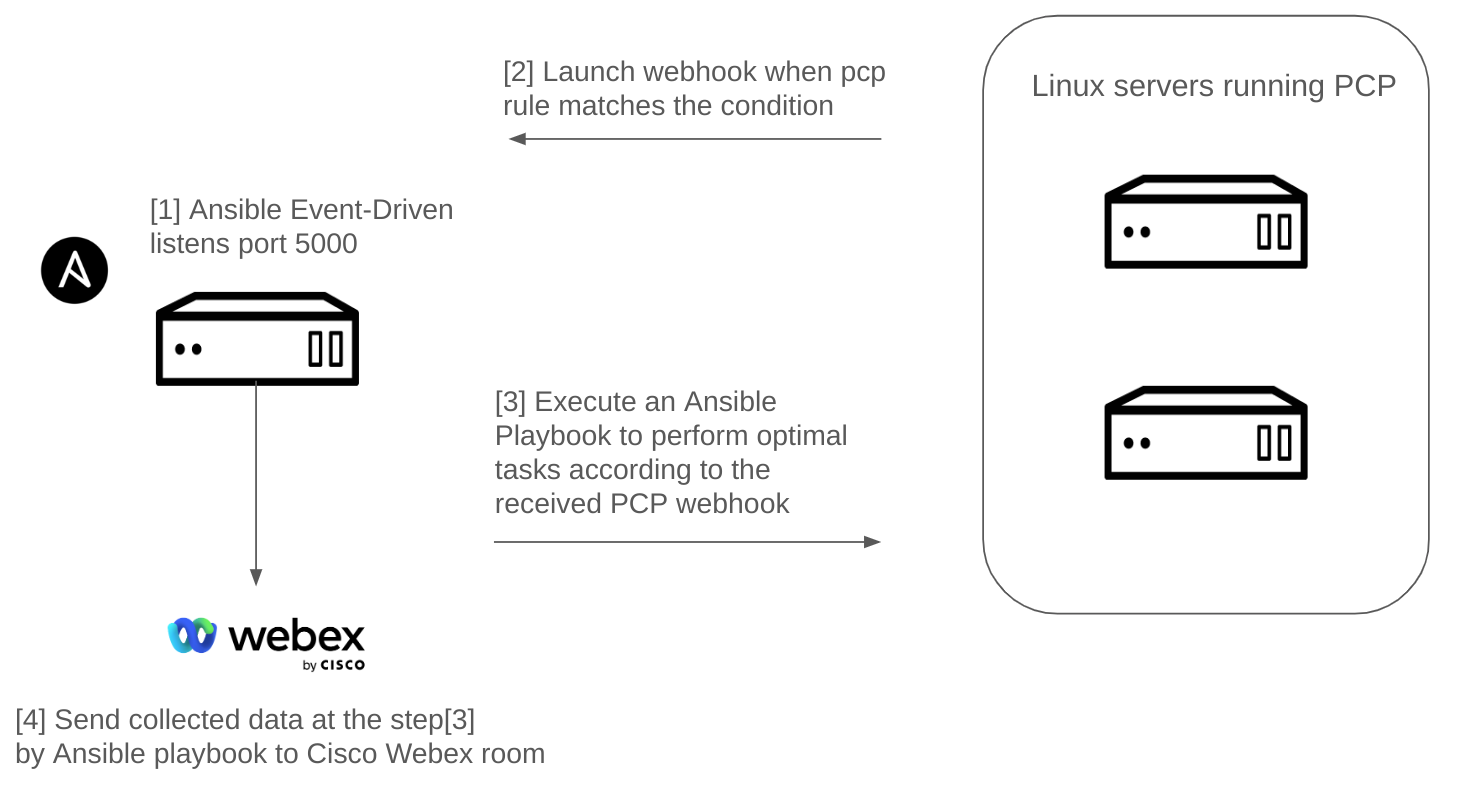 [2] Launch webhook when pcp
rule matches the condition
Linux servers running PCP
[1] Ansible Event-Driven
listens port 5000
[3] Execute an Ansible
Playbook to perform optimal
tasks according to the
received PCP webhook
webex
by CISCO
[4] Send collected data at the step[3]
by Ansible playbook to Cisco Webex room